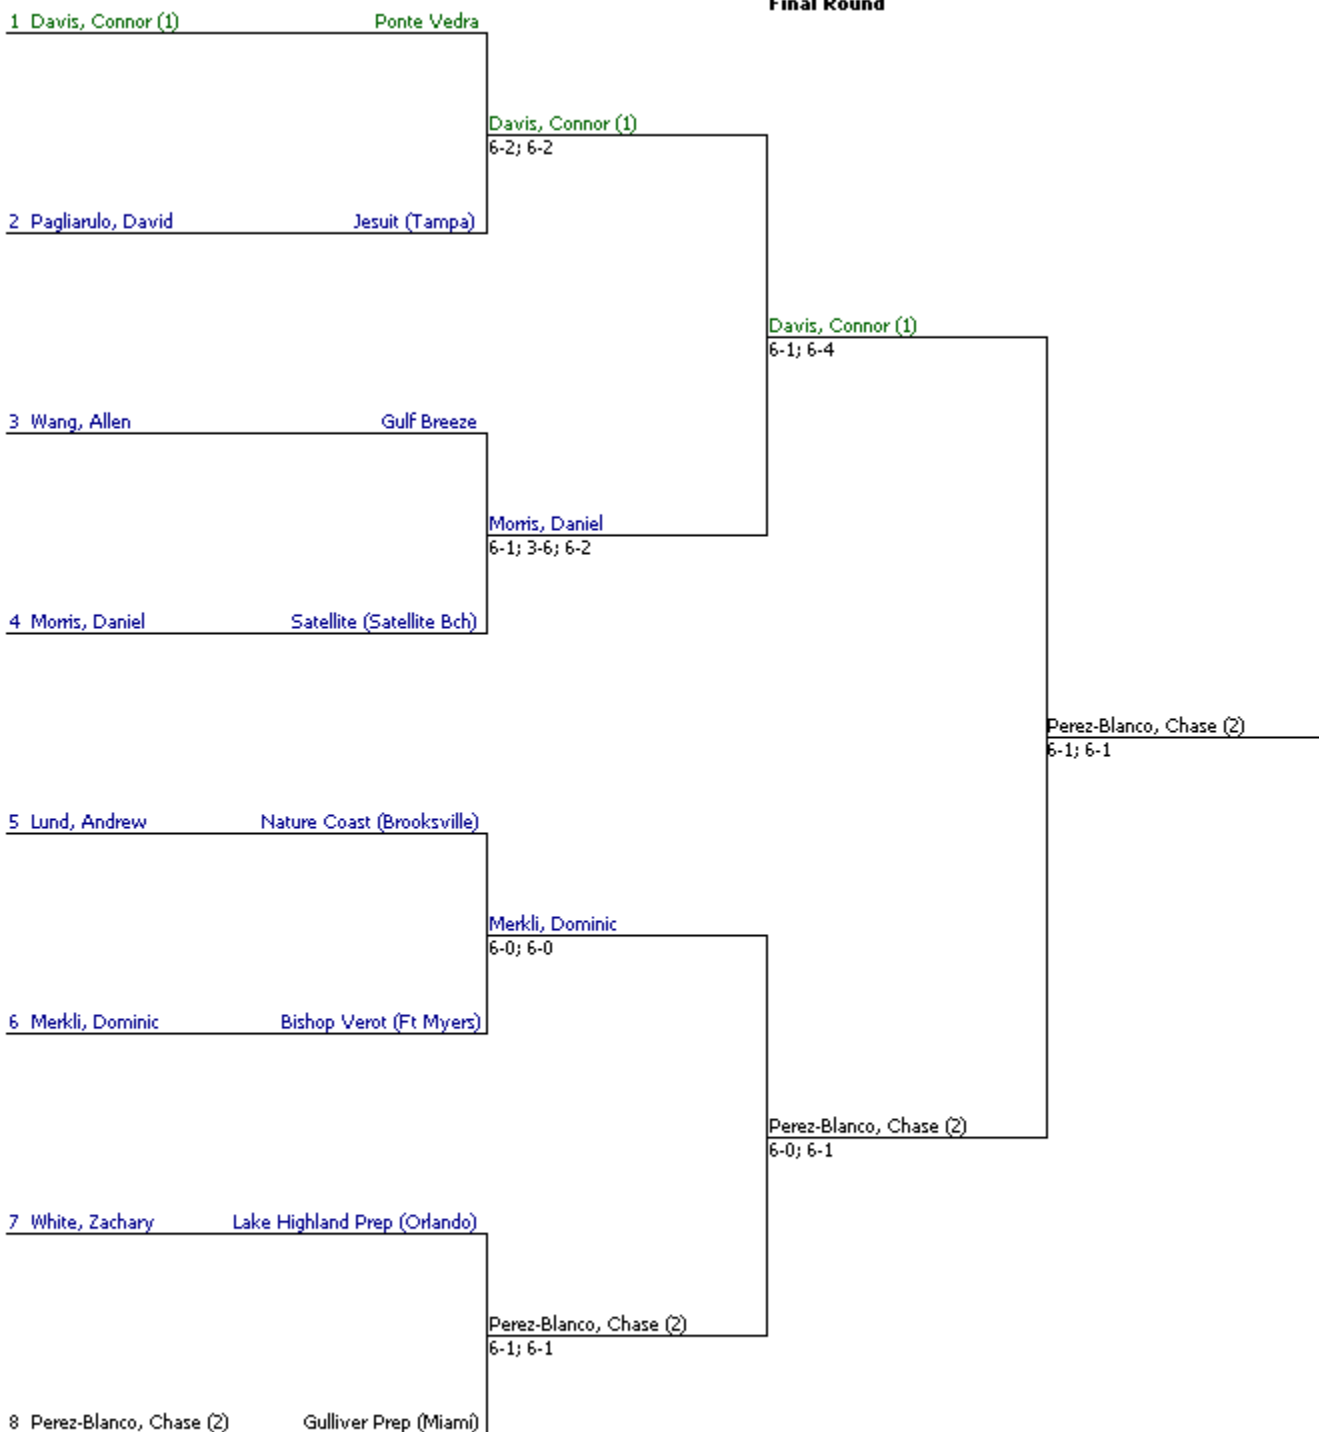 Final Round
1 Davis, Connor (1) Ponte Vedra
Davis, Connor (1)
6-2; 6-2
2 Pagliarulo, David Jesuit (Tampa)
Davis, Connor (1)
6-1; 6-4
3 Wang, Allen Gulf Breeze
Morris, Daniel
6-1; 3-6; 6-2
4 Morris, Daniel Satellite (Satellite Bch)
Perez-Blanco, Chase (2)
6-1; 6-1
5 Lund, Andrew Nature Coast (Brooksville)
Merkli, Dominic
6-0; 6-0
6 Merkli, Dominic Bishop Verot (Ft Myers)
Perez-Blanco, Chase (2)
6-0; 6-1
7 White, Zachary Lake Highland Prep (Orlando)
Perez-Blanco, Chase (2)
6-1; 6-1
8 Perez-Blanco, Chase (2) Gulliver Prep (Miami)